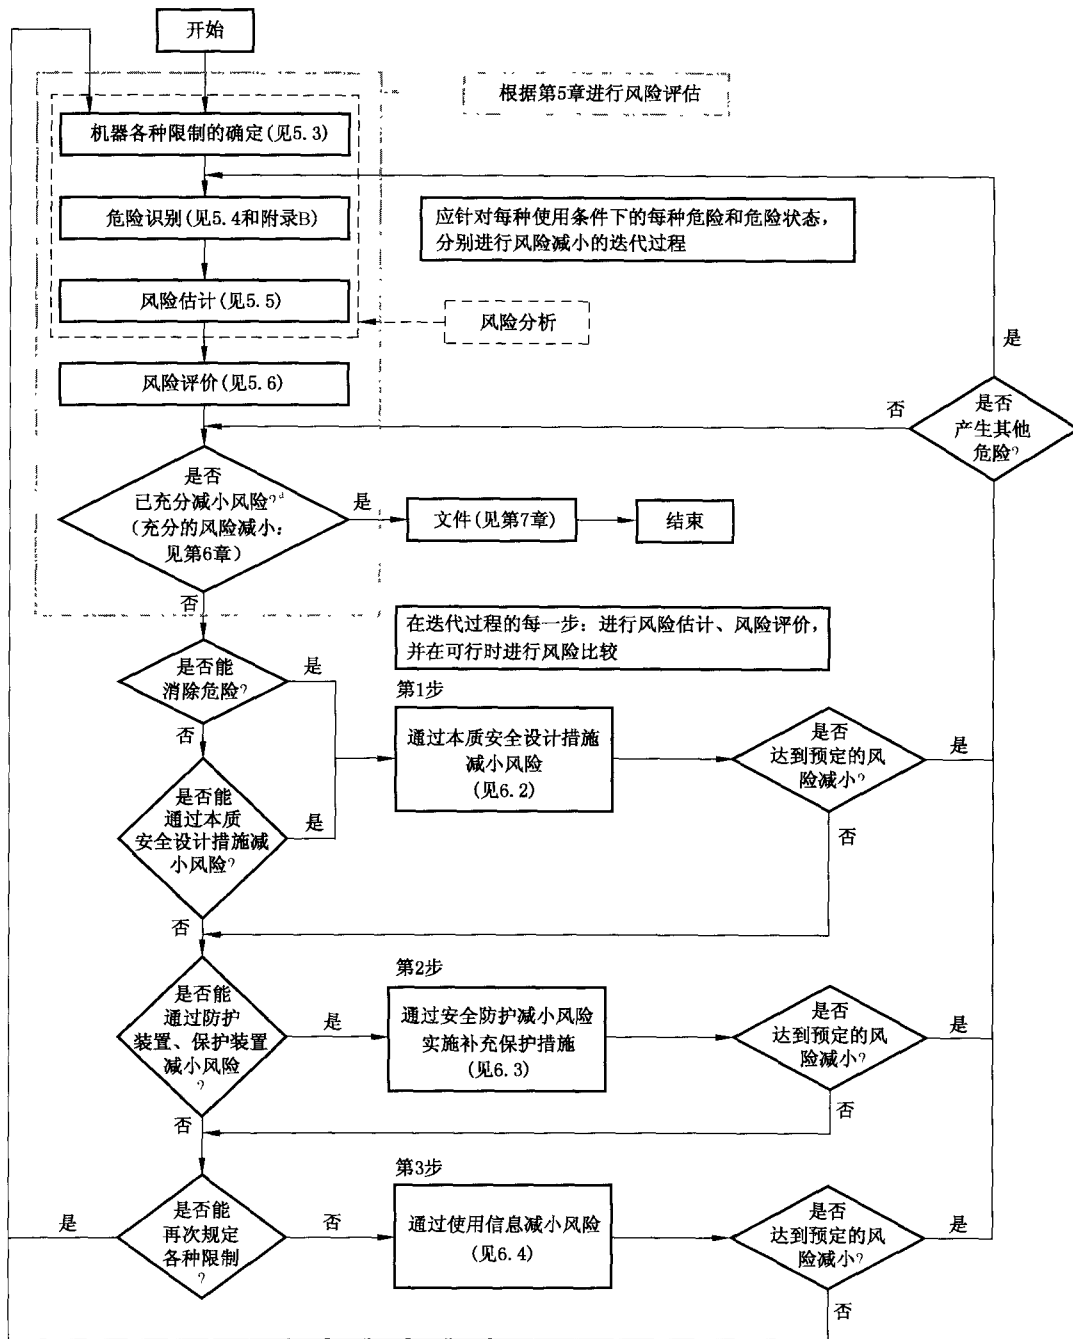 开始
根据第5章进行风险评估
机器各种限制的确定(见5.3)
危险识别(见5.4和附录B)
应针对每种使用条件下的每种危险和危险状态,
分别进行风险减小的迭代过程
风险估计(见5.5)
风险分析
是
风险评价(见5.6)
否
是否
产生其他
危险?
是否
已充分减小风险?ᵃ
(充分的风险减小:
见第6章)
是
文件(见第7章)
结束
否
在迭代过程的每一步:进行风险估计、风险评价,
并在可行时进行风险比较
是否能
消除危险?
是
第1步
否
通过本质安全设计措施
减小风险
(见6.2)
是否
达到预定的风
险减小?
是
是否能
通过本质
安全设计措施减
小风险?
是
否
否
第2步
是否能
通过防护
装置、保护装置
减小风险
?
是
通过安全防护减小风险
实施补充保护措施
(见6.3)
是否
达到预定的风
险减小?
是
否
否
第3步
是
是否能
再次规定
各种限制
?
否
通过使用信息减小风险
(见6.4)
是否
达到预定的风
险减小?
是
否